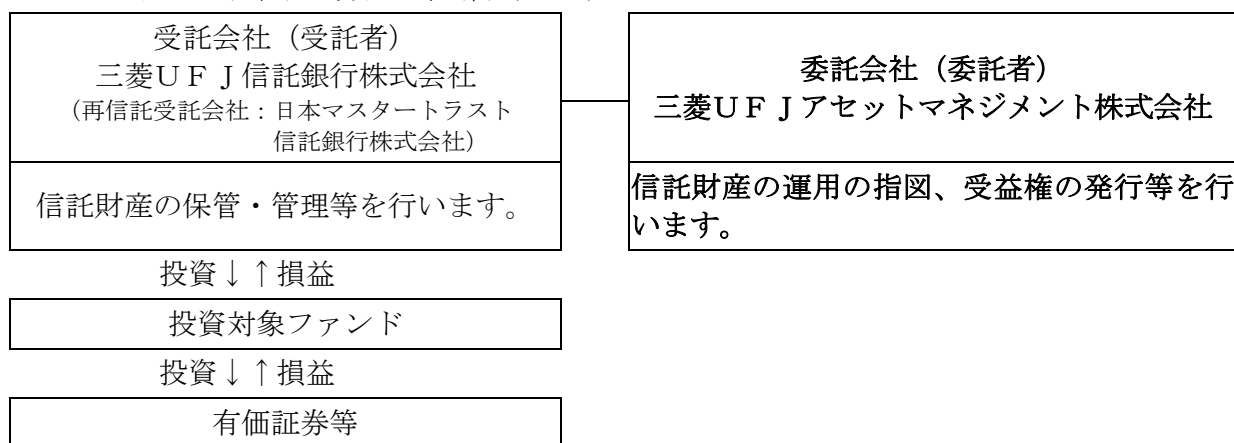 受託会社（受託者）
三菱ＵＦＪ信託銀行株式会社
（再信託受託会社：日本マスタートラスト
信託銀行株式会社）
信託財産の保管・管理等を行います。
委託会社（委託者）
三菱ＵＦＪアセットマネジメント株式会社
信託財産の運用の指図、受益権の発行等を行
います。
投資↓↑損益
投資対象ファンド
投資↓↑損益
有価証券等